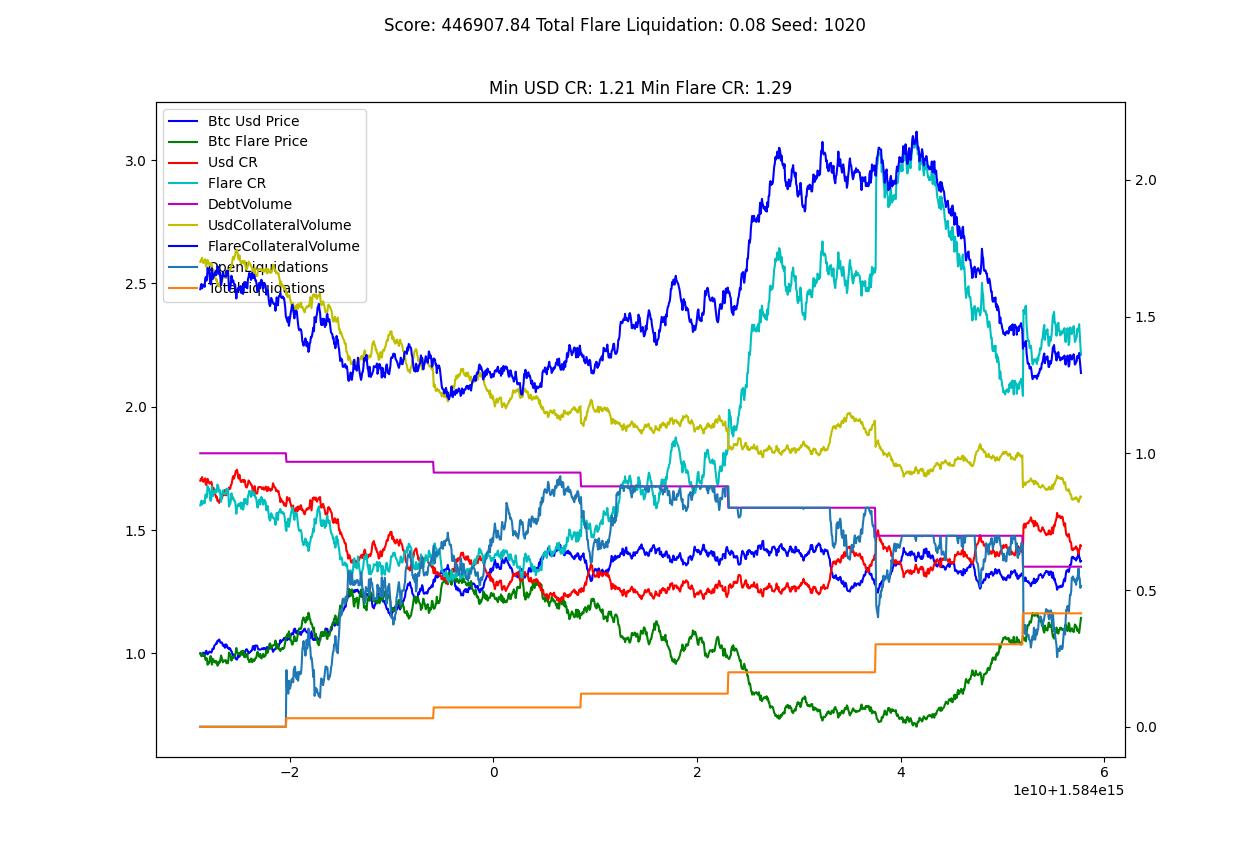 Score: 446907.84 Total Flare Liquidation: 0.08 Seed: 1020
Min USD CR: 1.21 Min Flare CR: 1.29
Btc Usd Price
Btc Flare Price
Usd CR
Flare CR
DebtVolume
UsdCollateralVolume
FlareCollateralVolume
OpenLiquidations
TotalLiquidations
3.0
2.5
2.0
1.5
1.0
2.0
1.5
1.0
0.5
0.0
−2
0
2
4
6
1e10+1.584e15